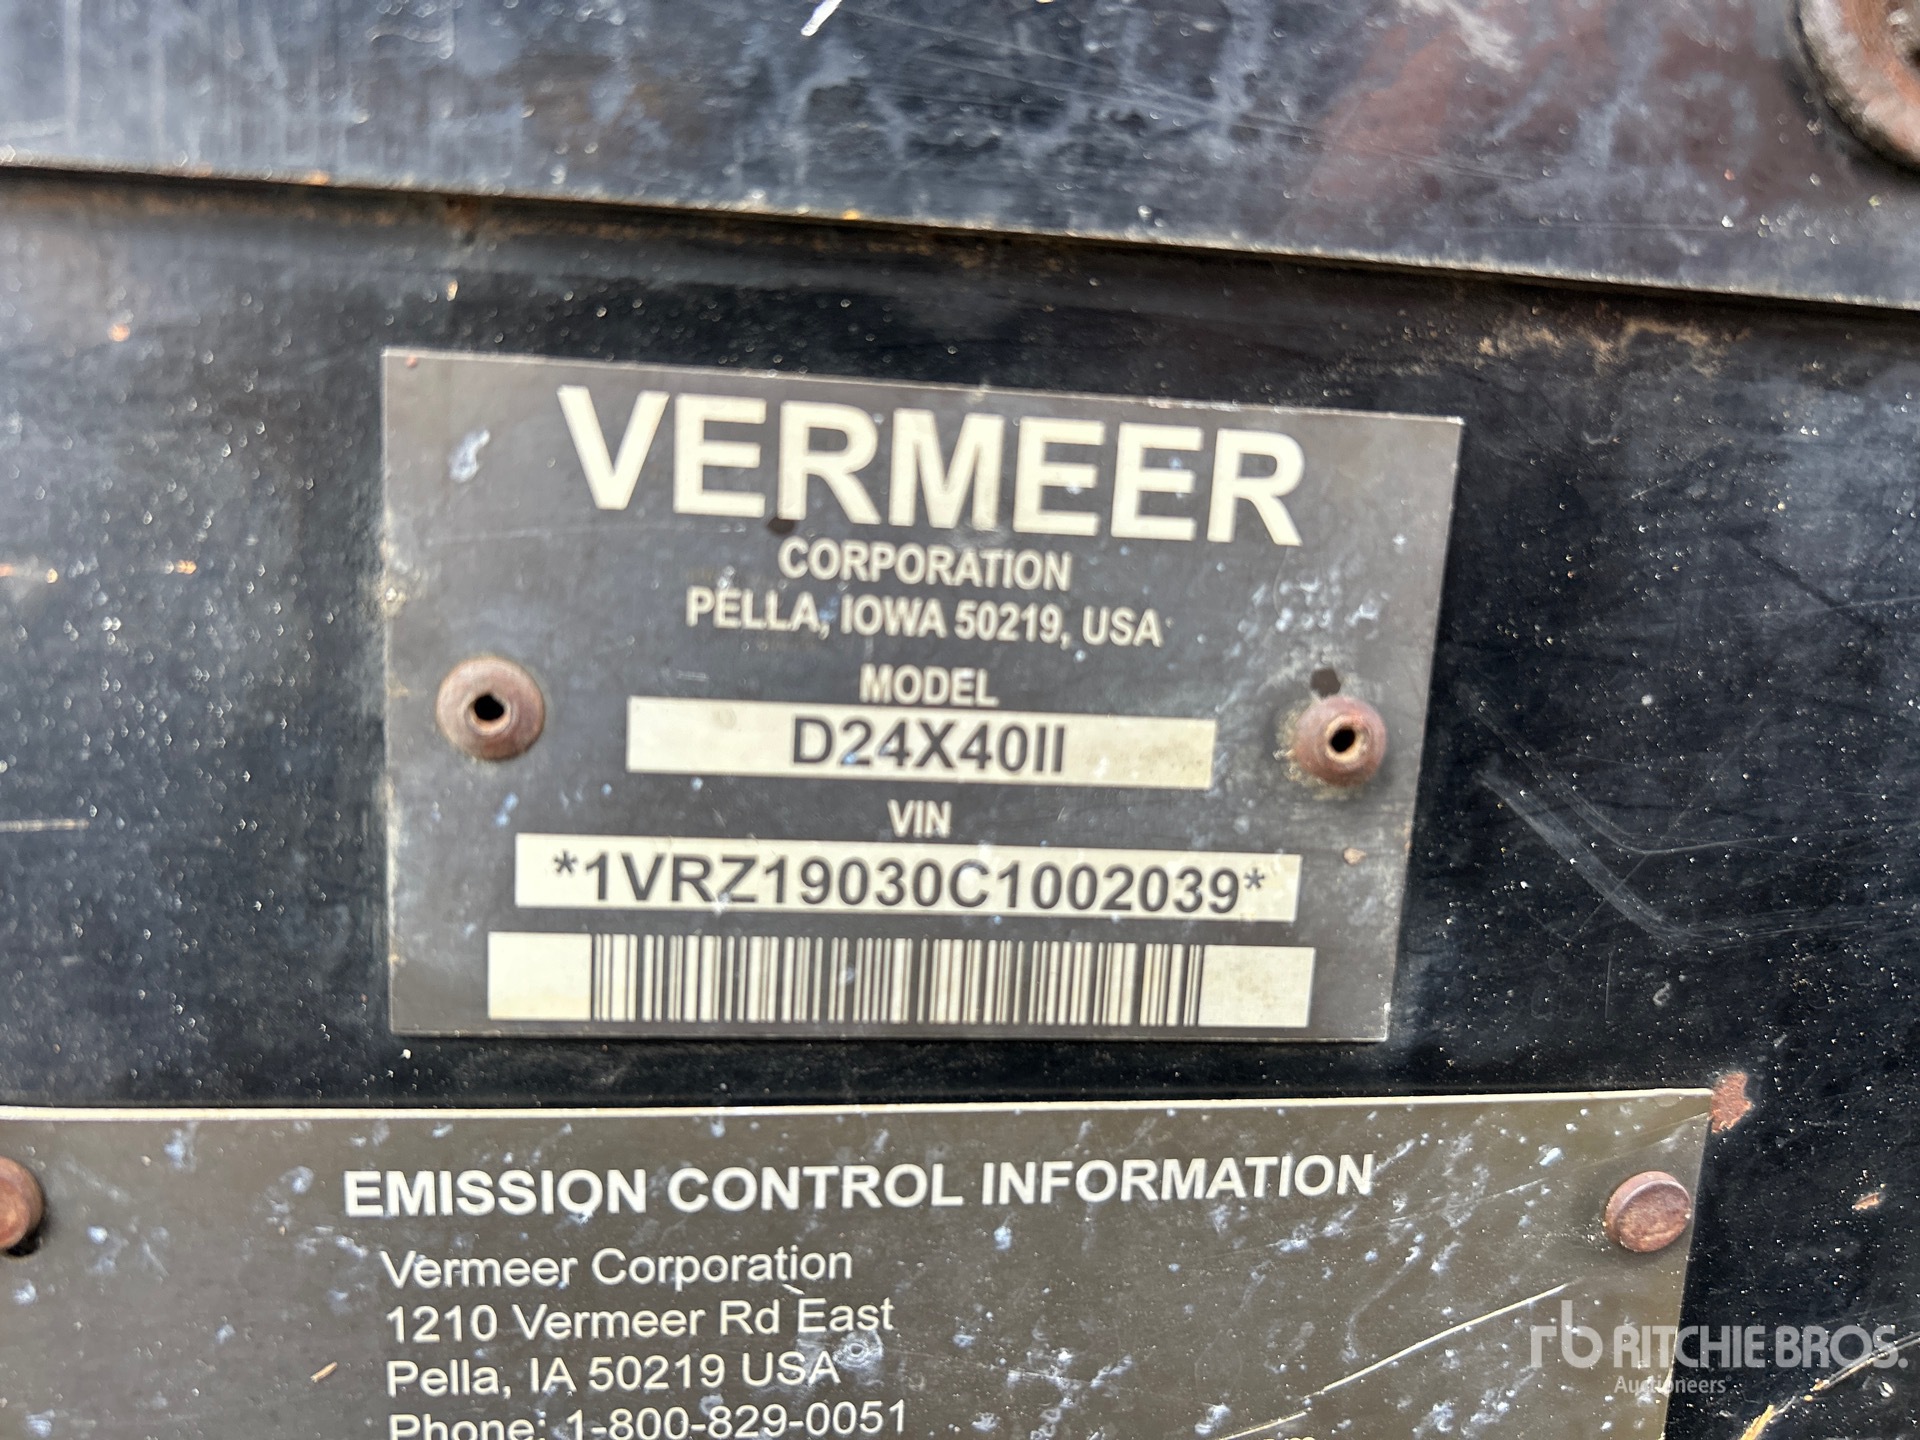 VERMEER
CORPORATION
PELLA, IOWA 50219, USA
MODEL
D24X40II
VIN
*1VRZ19030C1002039*
EMISSION CONTROL INFORMATION
Vermeer Corporation
1210 Vermeer Rd East
Pella, IA 50219 USA
Phone: 1-800-829-0051
rb RITCHIE BROS.
Auctioneers